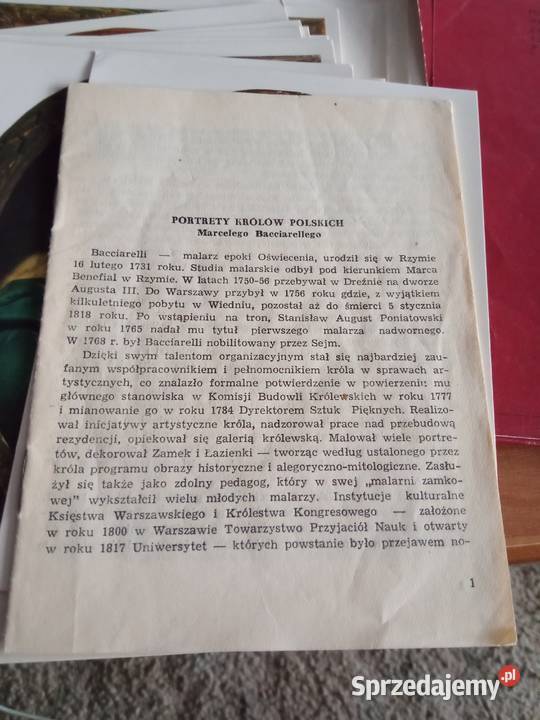 PORTRETY KRÓLÓW POLSKICH
Marcelego Bacciarellego
Bacciarelli — malarz epoki Oświecenia, urodził się w Rzymie
16 lutego 1731 roku. Studia malarskie odbył pod kierunkiem Marca
Benefial w Rzymie. W latach 1750-56 przebywał w Dreźnie na dworze
Augusta III. Do Warszawy przybył w 1756 roku gdzie, z wyjątkiem
kilkuletniego pobytu w Wiedniu, pozostał aż do śmierci 5 stycznia
1818 roku. Po wstąpieniu na tron, Stanisław August Poniatowski
w roku 1765 nadał mu tytuł pierwszego malarza nadwornego.
W 1768 r. był Bacciarelli nobilitowany przez Sejm.
Dzięki swym talentom organizacyjnym stał się najbardziej zau-
fanym współpracownikiem i pełnomocnikiem króla w sprawach ar-
tystycznych, co znalazło formalne potwierdzenie w powierzeniu mu
głównego stanowiska w Komisji Budowli Królewskich w roku 1777
i mianowanie go w roku 1784 Dyrektorem Sztuk Pięknych. Realizo-
wał inicjatywy artystyczne króla, nadzorował prace nad przebudową
rezydencji, opiekował się galerią królewską. Malował wiele portre-
tów, dekorował Zamek i Łazienki — tworząc według ustalonego przez
króla programu obrazy historyczne i alegoryczno-mitologiczne. Zasłu-
żył się także jako zdolny pedagog, który w swej „malarni zamko-
wej" wykształcił wielu młodych malarzy. Instytucje kulturalne
Księstwa Warszawskiego i Królestwa Kongresowego — założone
w roku 1800 w Warszawie Towarzystwo Przyjaciół Nauk i otwarty
w roku 1817 Uniwersytet — których powstanie było przejawem no-
1
Sprzedajemy.pl